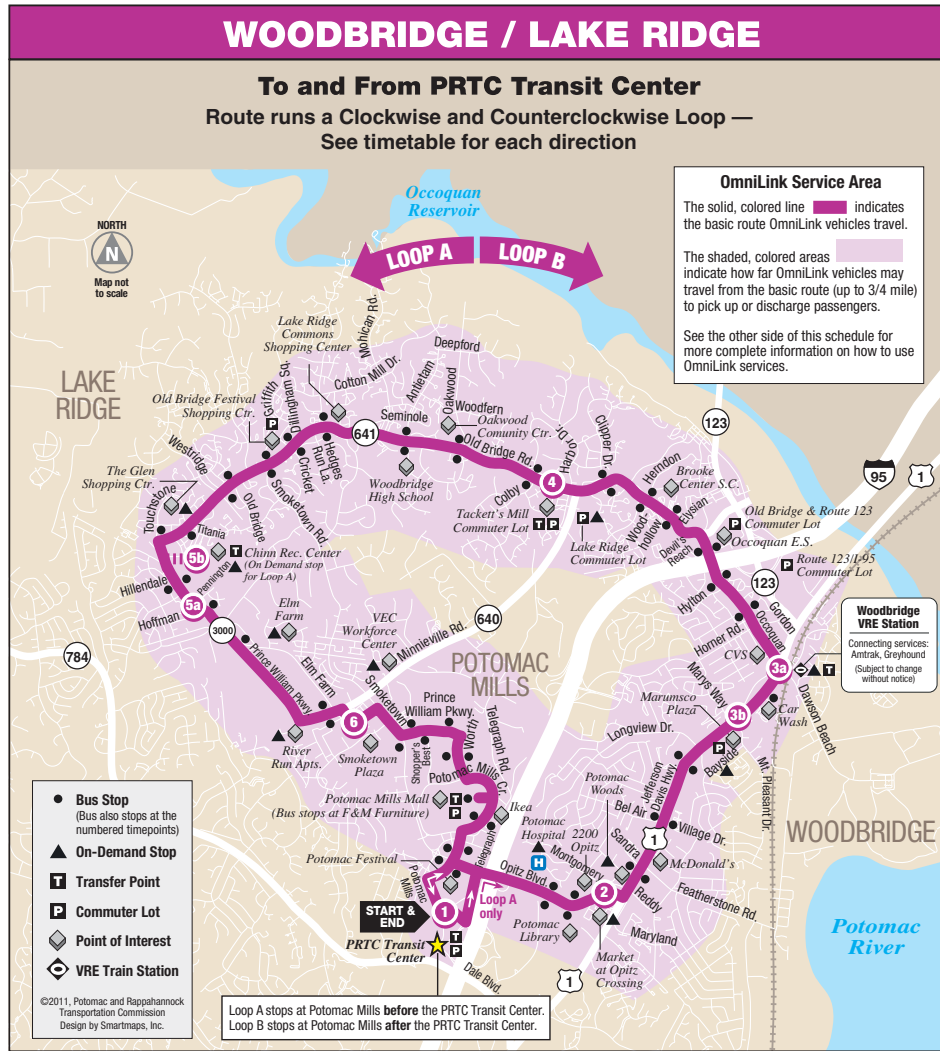 WOODBRIDGE / LAKE RIDGE
To and From PRTC Transit Center
Route runs a Clockwise and Counterclockwise Loop —
See timetable for each direction
OmniLink Service Area
The solid, colored line indicates
the basic route OmniLink vehicles travel.
The shaded, colored areas
indicate how far OmniLink vehicles may
travel from the basic route (up to 3/4 mile)
to pick up or discharge passengers.
See the other side of this schedule for
more complete information on how to use
OmniLink services.
Occoquan
Reservoir
NORTH
N
Map not
to scale
LOOP A
LOOP B
LAKE
RIDGE
Lake Ridge
Commons
Shopping Center
Mohican Rd.
Deepford
Cotton Mill Dr.
Antietam
Oakwood
Woodfern
Seminole
Oakwood
Comunity Ctr.
Griffith
Dillingham Sq.
Old Bridge Festival
Shopping Ctr.
P
641
Old Bridge Rd.
Harbor Dr.
Clipper Dr.
123
95
1
Westridge
Hedges
Run La.
Cricket
Smoketown Rd.
Woodbridge
High School
4
Colby
Herndon
Brooke
Center S.C.
The Glen
Shopping Ctr.
Touchstone
Old Bridge
Titania
Tackett's Mill
Commuter Lot
T P
P
Lake Ridge
Commuter Lot
Wood-
hollow
Elysian
Devil's
Reach
Old Bridge & Route 123
Commuter Lot
P
Occoquan E.S.
P
Route 123/I-95
Commuter Lot
5b
T
Chinn Rec. Center
(On Demand stop
for Loop A)
Pennington
Hillendale
Hoffman
5a
3000
Elm
Farm
VEC
Workforce
Center
Minnieville Rd.
640
Hylton
123
Gordon
Occoquan
Horner Rd.
CVS
3a
T
Woodbridge
VRE Station
Connecting services:
Amtrak, Greyhound
(Subject to change
without notice)
784
Prince William Pkwy.
Elm Farm
POTOMAC
MILLS
Smoketown
Prince
William Pkwy.
Telegraph Rd
Worth
Marys Way
Marumsco
Plaza
3b
Car
Wash
Dawson Beach
6
River
Run Apts.
Smoketown
Plaza
Shopper's
Best
Potomac Mills Cr.
Longview Dr.
P
Bayside
Mt. Pleasant Dr.
Potomac Mills Mall
(Bus stops at F&M Furniture)
T
P
Ikea
Telegraph
Potomac
Hospital
H
2200
Opitz
Potomac
Woods
Bel Air
Jefferson
Davis Hwy.
WOODBRIDGE
Montgomery
Sandra
1
Village Dr.
McDonald's
Potomac Festival
Potomac
Mills
Opitz Blvd.
2
Reddy
Featherstone Rd.
Loop A
only
START &
END
1
PRTC Transit
Center
T
P
Potomac
Library
Maryland
Market
at Opitz
Crossing
1
Dale Blvd.
Potomac
River
Bus Stop
(Bus also stops at the
numbered timepoints)
On-Demand Stop
T Transfer Point
P Commuter Lot
Point of Interest
VRE Train Station
©2011, Potomac and Rappahannock
Transportation Commission
Design by Smartmaps, Inc.
Loop A stops at Potomac Mills before the PRTC Transit Center.
Loop B stops at Potomac Mills after the PRTC Transit Center.